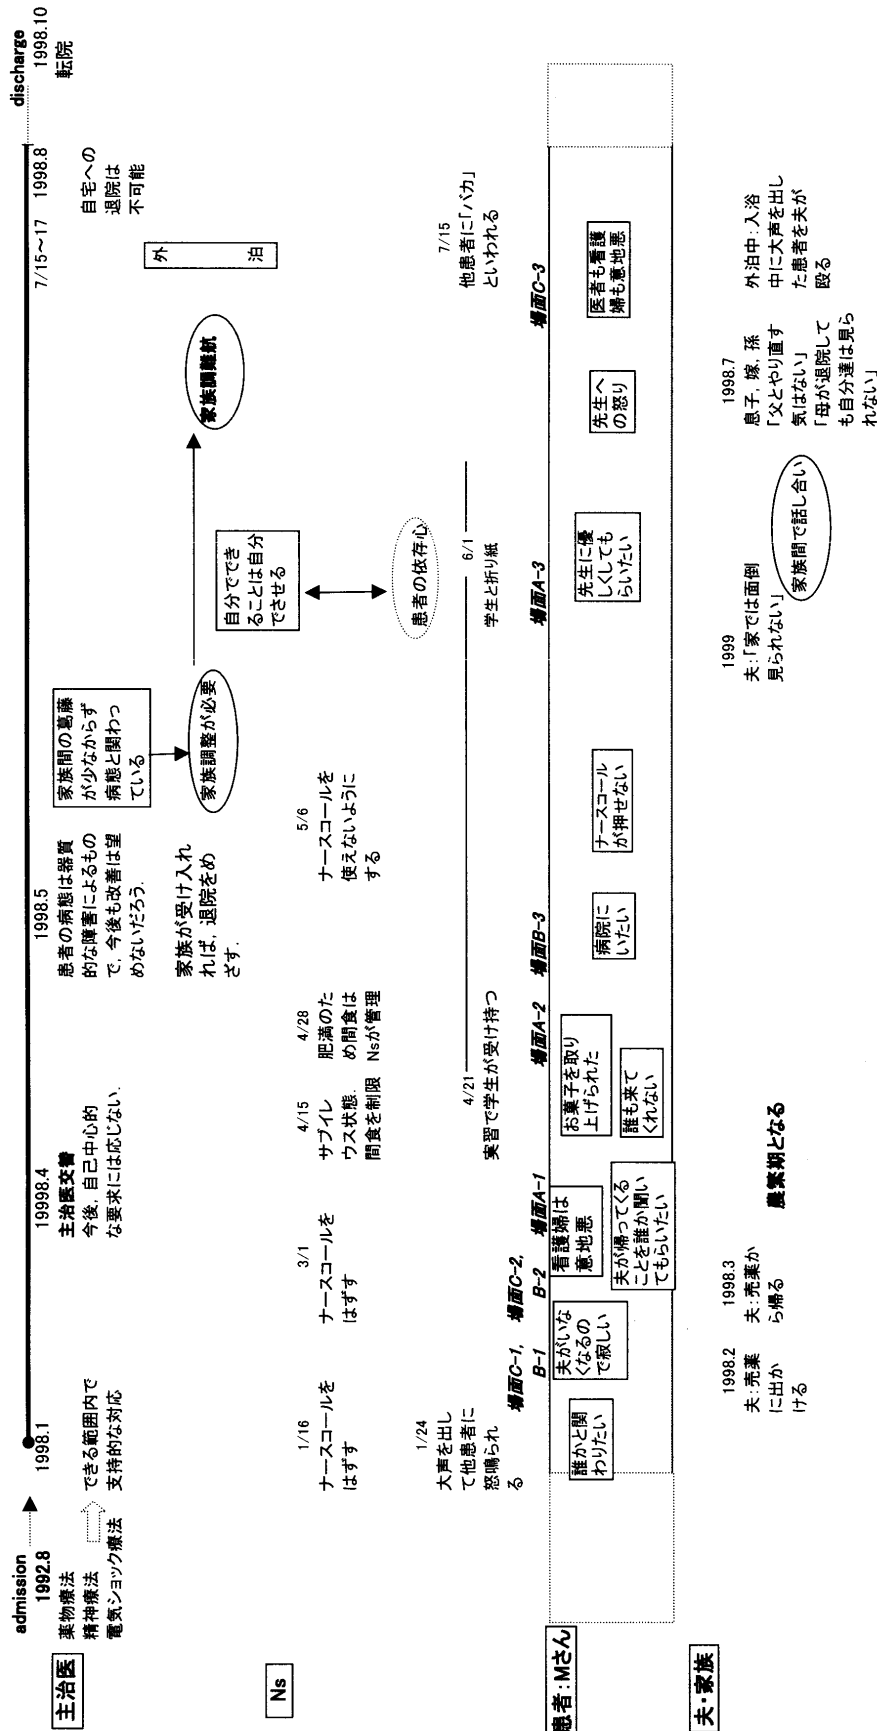 admission
1992.8
薬物療法
精神療法
電気ショック療法
1998.1
できる範囲内で
支持的な対応
19998.4
主治医交替
今後，自己中心的
な要求には応じない.
1998.5
患者の病態は器質
的な障害によるもの
で，今後も改善は望
めないだろう.
家族が受け入れ
れば，退院をめ
ざす.
家族間の葛藤
が少なからず
病態と関わっ
ている
家族調整が必要
家族調難航
7/15～17
外
泊
1998.8
自宅への
退院は
不可能
discharge
1998.10
転院
主治医
Ns
1/16
ナースコールを
はずす
3/1
ナースコールを
はずす
4/15
サブイレ
ウス状態.
間食を制限
4/28
肥満のた
め間食は
Nsが管理
5/6
ナースコールを
使えないように
する
自分ででき
ることは自分
でさせる
患者の依存心
1/24
大声を出し
て他患者に
怒鳴られ
る
4/21
実習で学生が受け持つ
6/1
学生と折り紙
7/15
他患者に「バカ」
といわれる
場面C-1,
B-1
場面C-2,
B-2
場面A-1
場面A-2
場面B-3
場面A-3
場面C-3
患者：Mさん
誰かと関
わりたい
夫がいな
くなるの
で寂しい
看護婦は
意地悪
夫が帰ってくる
ことを誰か聞い
てもらいたい
お菓子を取り
上げられた
誰も来て
くれない
病院に
いたい
ナースコール
が押せない
先生に優
しくしても
らいたい
先生へ
の怒り
医者も看護
婦も意地悪
夫・家族
1998.2
夫：売薬
に出か
ける
1998.3
夫：売薬か
ら帰る
農繁期となる
1999
夫：「家では面倒
見られない」
家族間で話し合い
1998.7
息子，嫁，孫
「父とやり直す
気はない」
「母が退院して
も自分達は見ら
れない」
外泊中：入浴
中に大声を出し
た患者を夫が
殴る